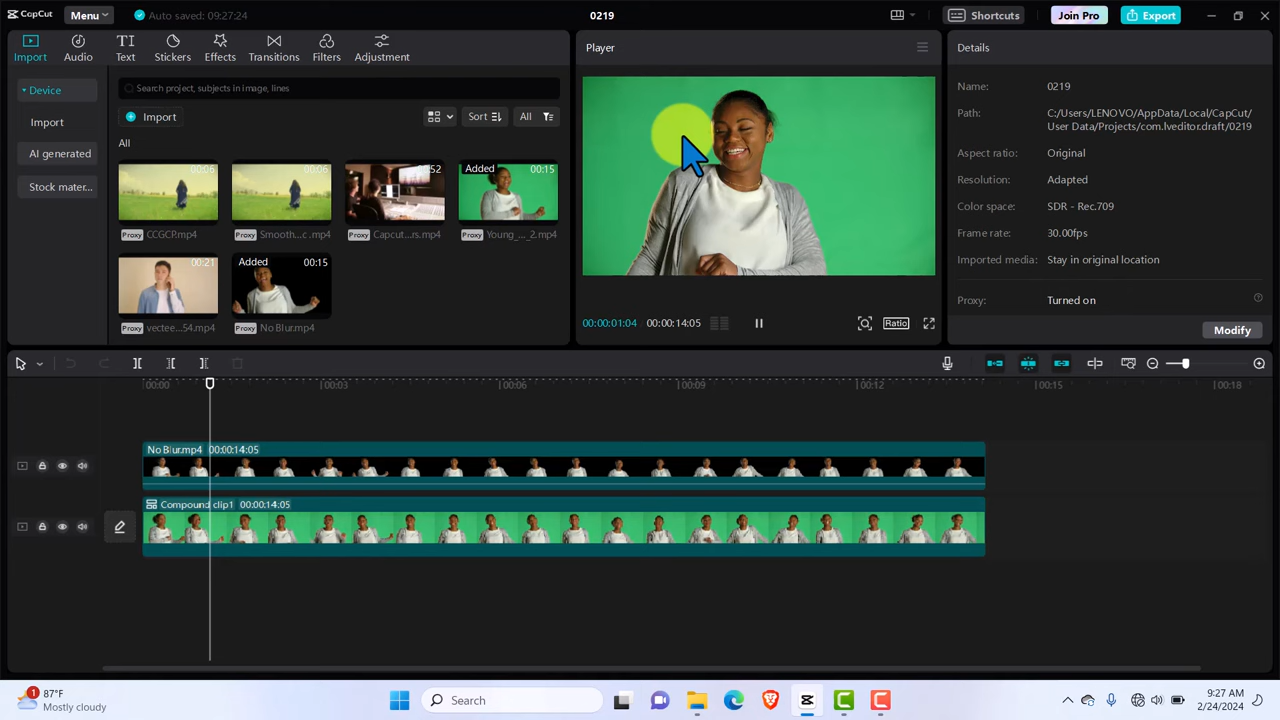 CapCut
Menu
Auto saved: 09:27:24
0219
Shortcuts
Join Pro
Export
Import
Audio
Text
Stickers
Effects
Transitions
Filters
Adjustment
Device
Import
AI generated
Stock mater...
Search project, subjects in image, lines
Import
Sort
All
All
00:06
Proxy CCGCP.mp4
00:06
Proxy Smooth...c .mp4
Proxy Capcut...rs.mp4
Added 00:15
Proxy Young_..._2.mp4
00:21
Proxy vectee...54.mp4
Added 00:15
Proxy No Blur.mp4
Player
00:00:01:04 00:00:14:05
Ratio
Details
Name: 0219
Path: C:/Users/LENOVO/AppData/Local/CapCut/
User Data/Projects/com.lveditor.draft/0219
Aspect ratio: Original
Resolution: Adapted
Color space: SDR - Rec.709
Frame rate: 30.00fps
Imported media: Stay in original location
Proxy: Turned on
Modify
00:00 00:03 00:06 00:09 00:12 00:15 00:18
No Blur.mp4 00:00:14:05
Compound clip1 00:00:14:05
1
87°F
Mostly cloudy
Search
9:27 AM
2/24/2024